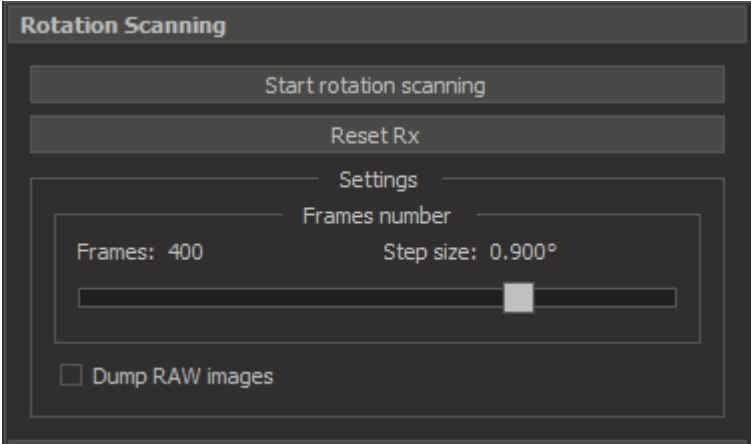 Rotation Scanning
Start rotation scanning
Reset Rx
Settings
Frames number
Frames: 400 Step size: 0.900°
Dump RAW images